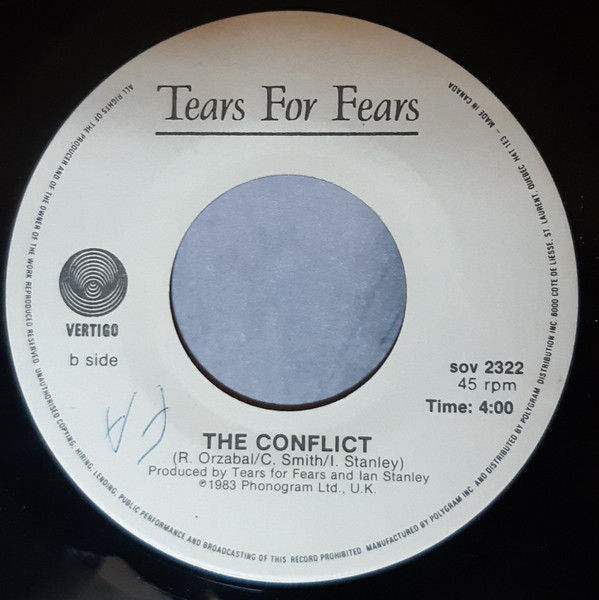 Tears For Fears
VERTIGO
b side
sov 2322
45 rpm
Time: 4:00
THE CONFLICT
(R. Orzabal/C. Smith/I. Stanley)
Produced by Tears for Fears and Ian Stanley
℗1983 Phonogram Ltd., U.K.
ALL RIGHTS OF THE PRODUCER AND OF THE OWNER OF THE WORK REPRODUCED RESERVED. UNAUTHORISED COPYING, HIRING, LENDING, PUBLIC PERFORMANCE AND BROADCASTING OF THIS RECORD PROHIBITED. MANUFACTURED BY POLYGRAM INC. AND DISTRIBUTED BY POLYGRAM DISTRIBUTION INC. 6000 COTE DE LIESSE, ST LAURENT, QUEBEC H4T 1E3 – MADE IN CANADA